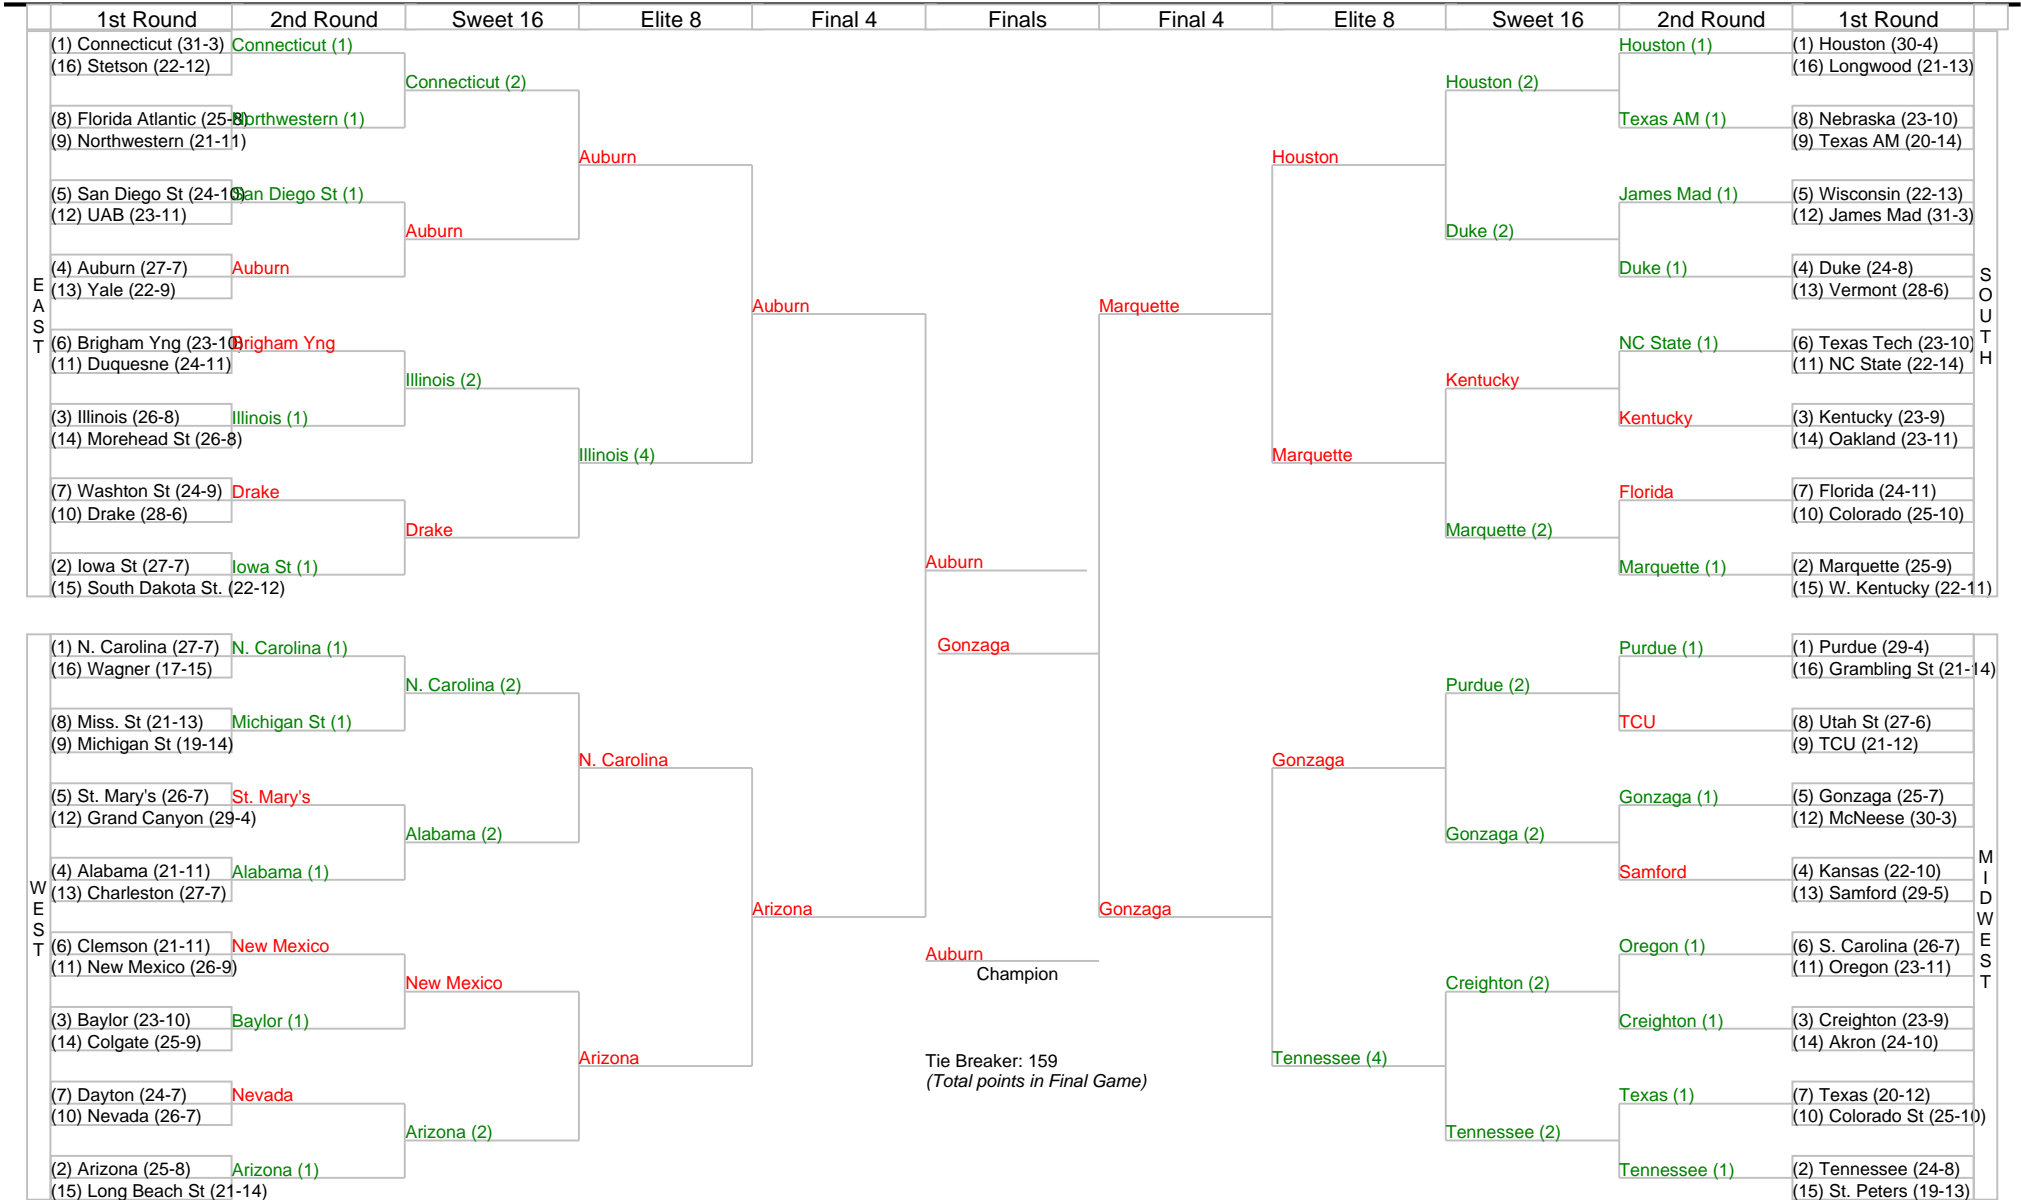 1st Round 2nd Round Sweet 16 Elite 8 Final 4 Finals Final 4 Elite 8 Sweet 16 2nd Round 1st Round
EAST
(1) Connecticut (31-3)
(16) Stetson (22-12)
(8) Florida Atlantic (25-8)
(9) Northwestern (21-11)
(5) San Diego St (24-10)
(12) UAB (23-11)
(4) Auburn (27-7)
(13) Yale (22-9)
(6) Brigham Yng (23-10)
(11) Duquesne (24-11)
(3) Illinois (26-8)
(14) Morehead St (26-8)
(7) Washton St (24-9)
(10) Drake (28-6)
(2) Iowa St (27-7)
(15) South Dakota St. (22-12)
Connecticut (1)
Northwestern (1)
San Diego St (1)
Auburn
Brigham Yng
Illinois (1)
Drake
Iowa St (1)
Connecticut (2)
Auburn
Illinois (2)
Drake
Auburn
Illinois (4)
Auburn
WEST
(1) N. Carolina (27-7)
(16) Wagner (17-15)
(8) Miss. St (21-13)
(9) Michigan St (19-14)
(5) St. Mary's (26-7)
(12) Grand Canyon (29-4)
(4) Alabama (21-11)
(13) Charleston (27-7)
(6) Clemson (21-11)
(11) New Mexico (26-9)
(3) Baylor (23-10)
(14) Colgate (25-9)
(7) Dayton (24-7)
(10) Nevada (26-7)
(2) Arizona (25-8)
(15) Long Beach St (21-14)
N. Carolina (1)
Michigan St (1)
St. Mary's
Alabama (1)
New Mexico
Baylor (1)
Nevada
Arizona (1)
N. Carolina (2)
Alabama (2)
New Mexico
Arizona (2)
N. Carolina
Arizona
Arizona
Auburn
Gonzaga
Auburn
Champion
Tie Breaker: 159
(Total points in Final Game)
Marquette
Houston
Marquette
Houston (2)
Duke (2)
Kentucky
Marquette (2)
Houston (1)
Texas AM (1)
James Mad (1)
Duke (1)
NC State (1)
Kentucky
Florida
Marquette (1)
(1) Houston (30-4)
(16) Longwood (21-13)
(8) Nebraska (23-10)
(9) Texas AM (20-14)
(5) Wisconsin (22-13)
(12) James Mad (31-3)
(4) Duke (24-8)
(13) Vermont (28-6)
(6) Texas Tech (23-10)
(11) NC State (22-14)
(3) Kentucky (23-9)
(14) Oakland (23-11)
(7) Florida (24-11)
(10) Colorado (25-10)
(2) Marquette (25-9)
(15) W. Kentucky (22-11)
SOUTH
Gonzaga
Gonzaga
Tennessee (4)
Purdue (2)
Gonzaga (2)
Creighton (2)
Tennessee (2)
Purdue (1)
TCU
Gonzaga (1)
Samford
Oregon (1)
Creighton (1)
Texas (1)
Tennessee (1)
(1) Purdue (29-4)
(16) Grambling St (21-14)
(8) Utah St (27-6)
(9) TCU (21-12)
(5) Gonzaga (25-7)
(12) McNeese (30-3)
(4) Kansas (22-10)
(13) Samford (29-5)
(6) S. Carolina (26-7)
(11) Oregon (23-11)
(3) Creighton (23-9)
(14) Akron (24-10)
(7) Texas (20-12)
(10) Colorado St (25-10)
(2) Tennessee (24-8)
(15) St. Peters (19-13)
MIDWEST